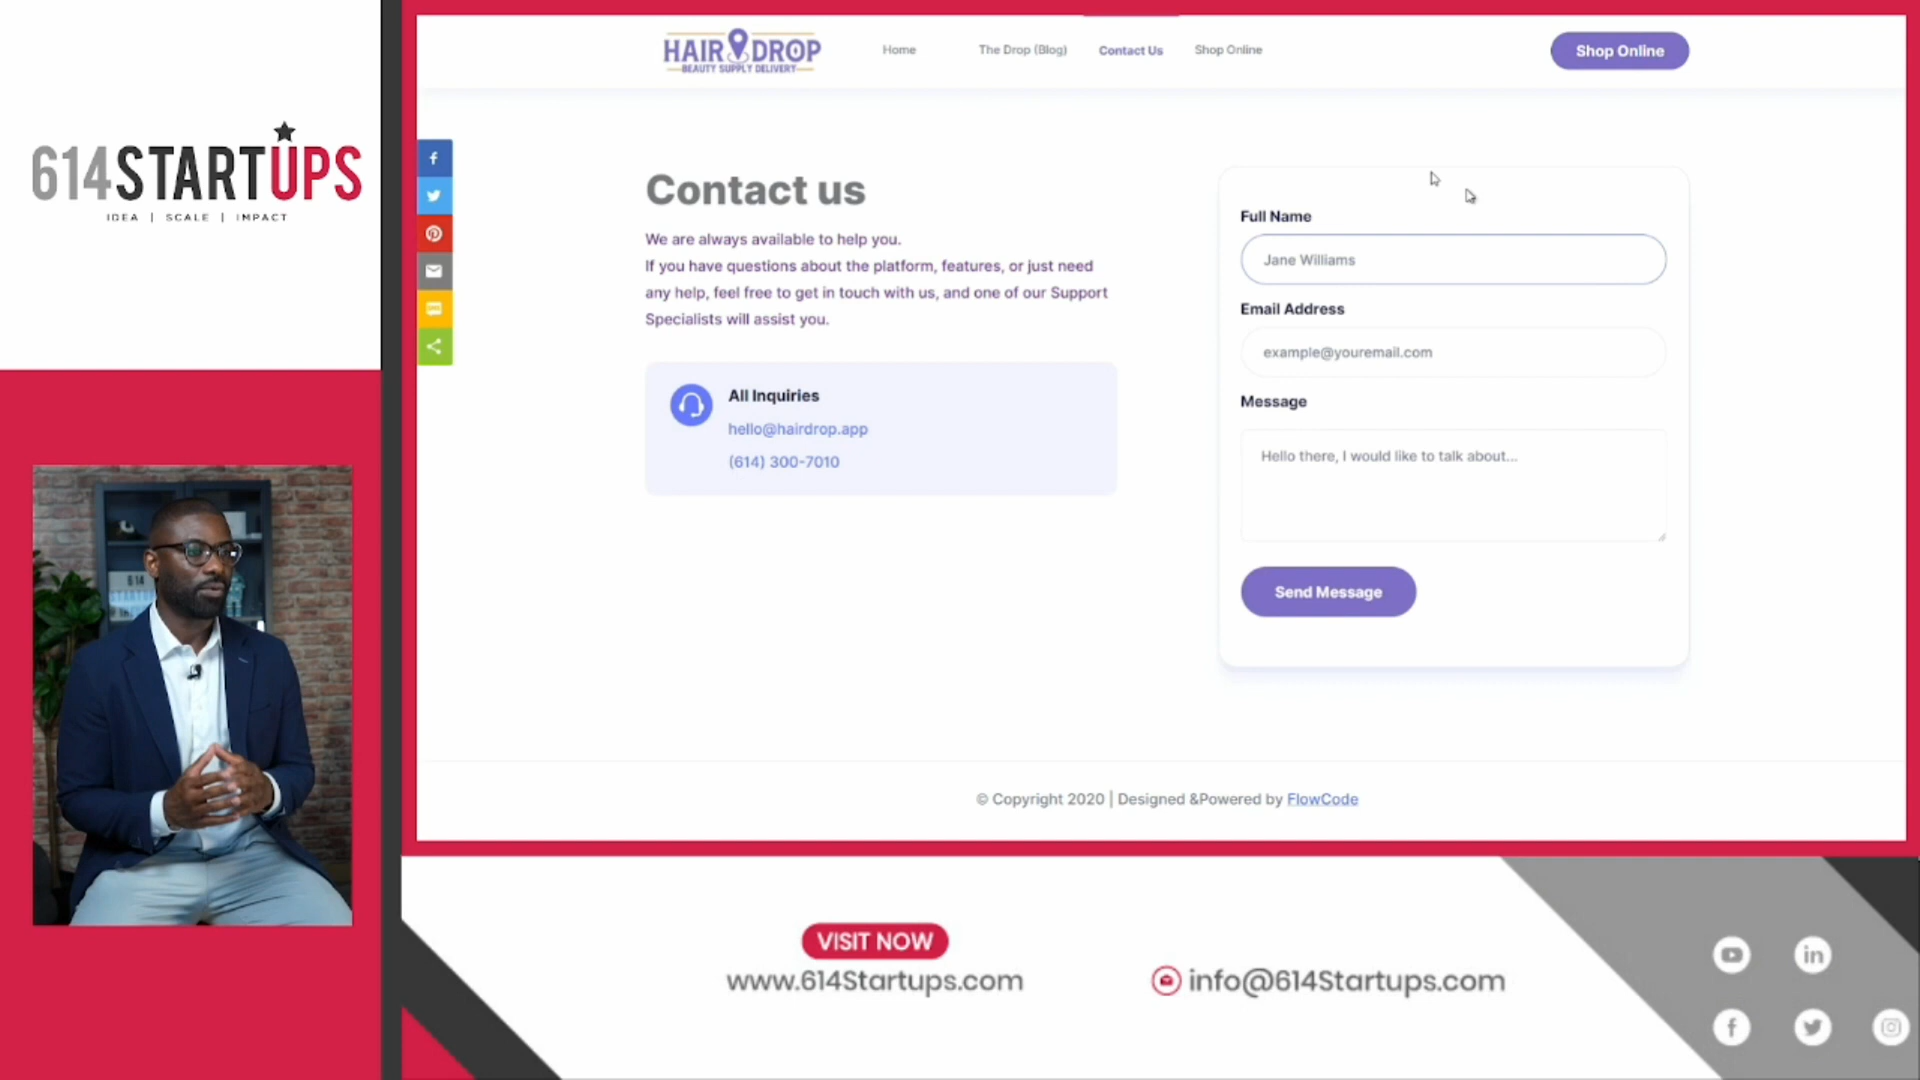 614STARTUPS
IDEA | SCALE | IMPACT
HAIR DROP
BEAUTY SUPPLY DELIVERY
Home
The Drop (Blog)
Contact Us
Shop Online
Shop Online
Contact us
We are always available to help you.
If you have questions about the platform, features, or just need
any help, feel free to get in touch with us, and one of our Support
Specialists will assist you.
All Inquiries
hello@hairdrop.app
(614) 300-7010
Full Name
Jane Williams
Email Address
example@youremail.com
Message
Hello there, I would like to talk about...
Send Message
© Copyright 2020 | Designed &Powered by FlowCode
614
VISIT NOW
www.614Startups.com
info@614Startups.com